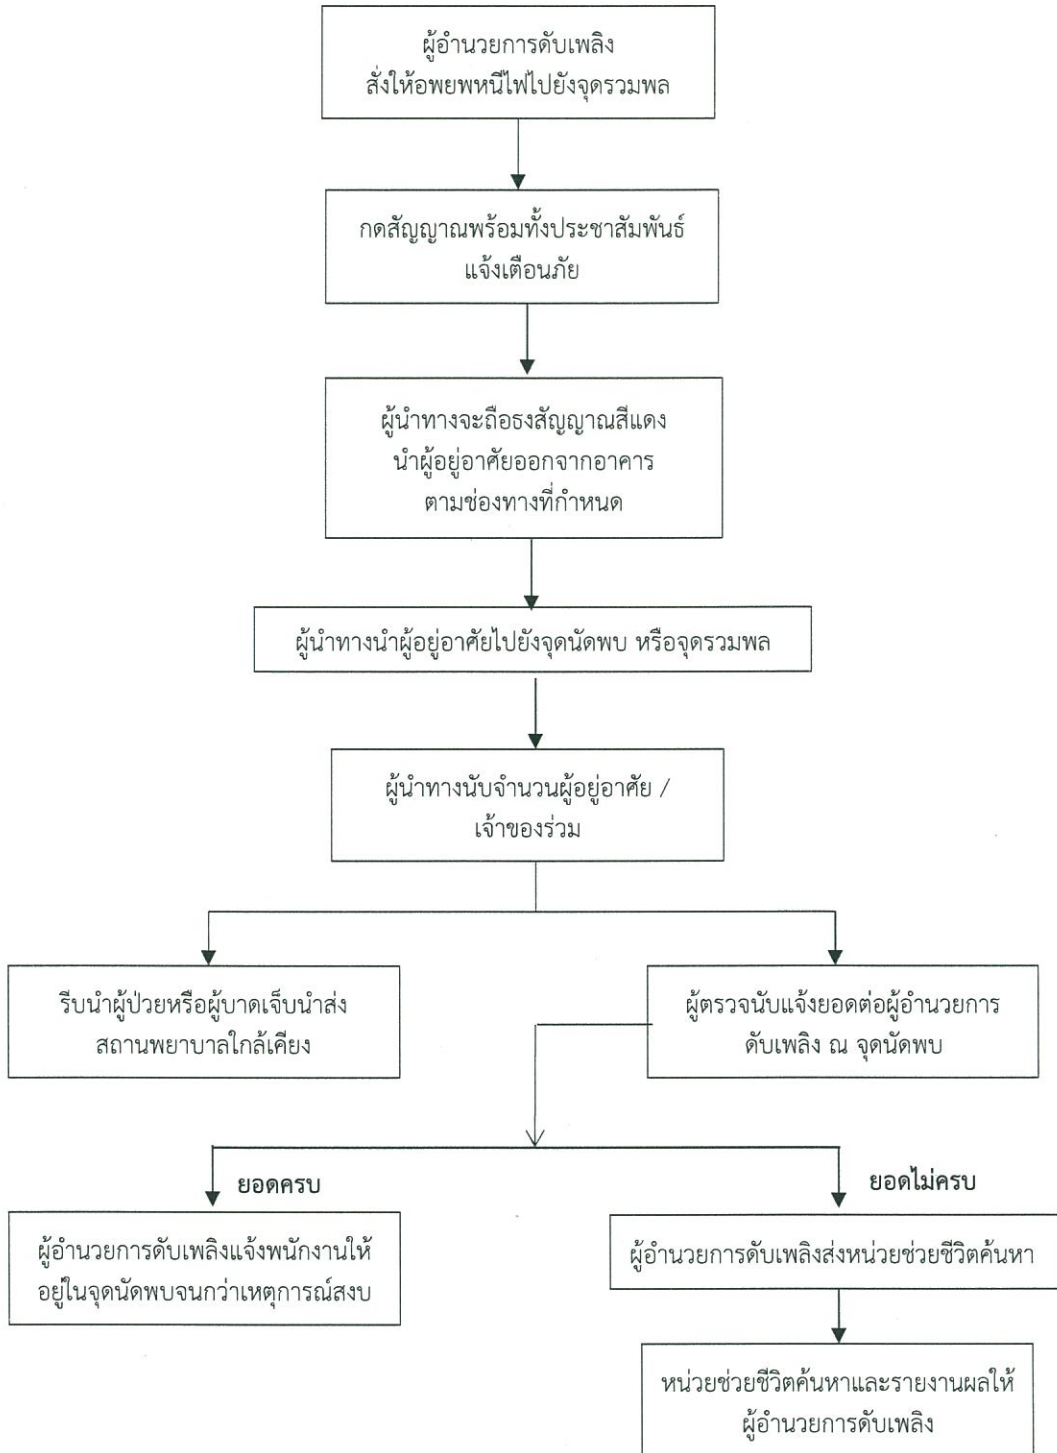 ผู้อำนวยการดับเพลิง
สั่งให้อพยพหนีไฟไปยังจุดรวมพล
กดสัญญาณพร้อมทั้งประชาสัมพันธ์
แจ้งเตือนภัย
ผู้นำทางจะถือธงสัญญาณสีแดง
นำผู้อยู่อาศัยออกจากอาคาร
ตามช่องทางที่กำหนด
ผู้นำทางนำผู้อยู่อาศัยไปยังจุดนัดพบ หรือจุดรวมพล
ผู้นำทางนับจำนวนผู้อยู่อาศัย /
เจ้าของร่วม
รีบนำผู้ป่วยหรือผู้บาดเจ็บนำส่ง
สถานพยาบาลใกล้เคียง
ผู้ตรวจนับแจ้งยอดต่อผู้อำนวยการ
ดับเพลิง ณ จุดนัดพบ
ยอดครบ
ยอดไม่ครบ
ผู้อำนวยการดับเพลิงแจ้งพนักงานให้
อยู่ในจุดนัดพบจนกว่าเหตุการณ์สงบ
ผู้อำนวยการดับเพลิงส่งหน่วยช่วยชีวิตค้นหา
หน่วยช่วยชีวิตค้นหาและรายงานผลให้
ผู้อำนวยการดับเพลิง